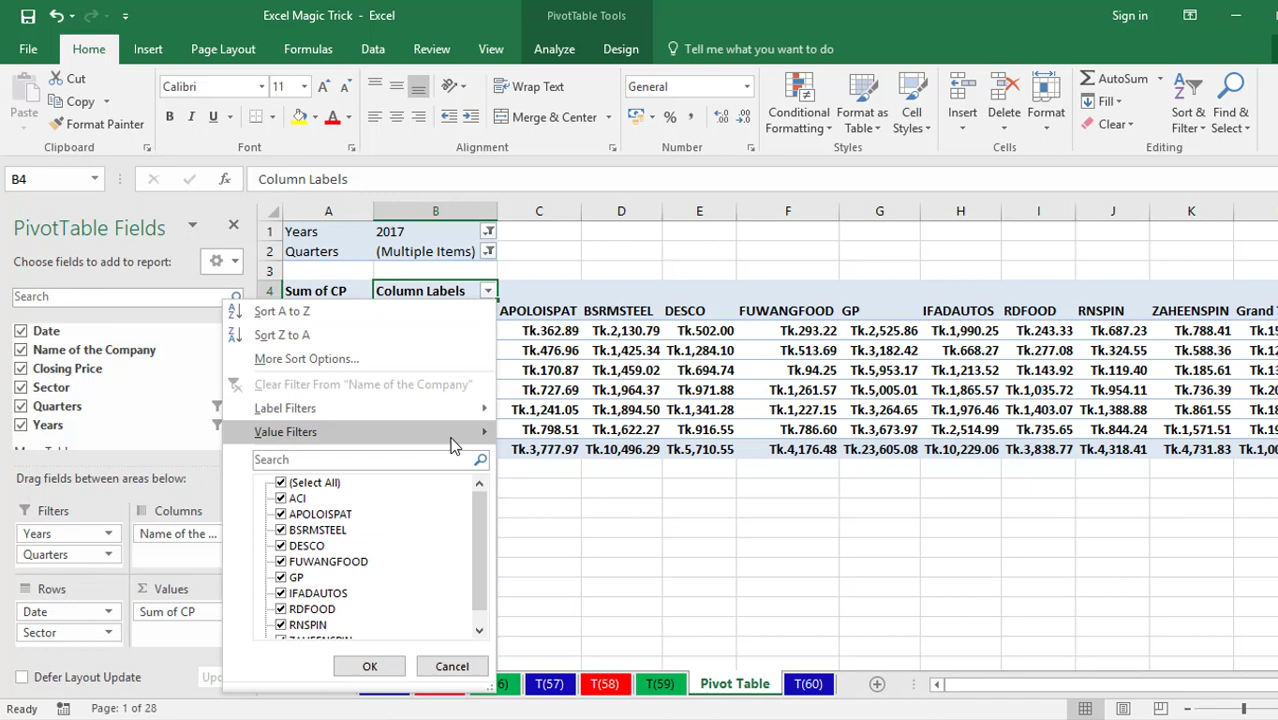 Excel Magic Trick - Excel
PivotTable Tools
Sign in
File Home Insert Page Layout Formulas Data Review View Analyze Design Tell me what you want to do
Paste
Cut
Copy
Format Painter
Clipboard
Calibri 11
B I U
Font
Wrap Text
Merge & Center
Alignment
General
Number
Conditional Formatting
Format as Table
Cell Styles
Styles
Insert
Delete
Format
Cells
AutoSum
Fill
Clear
Sort & Filter
Find & Select
Editing
B4 fx Column Labels
PivotTable Fields
Choose fields to add to report:
Search
Date
Name of the Company
Closing Price
Sector
Quarters
Years
Drag fields between areas below:
Filters
Years
Quarters
Columns
Name of the ...
Rows
Date
Sector
Values
Sum of CP
Defer Layout Update
A B C D E F G H I J K
1 Years 2017
2 Quarters (Multiple Items)
3
4 Sum of CP Column Labels
APOLOISPAT BSRMSTEEL DESCO FUWANGFOOD GP IFADAUTOS RDFOOD RNSPIN ZAHEENSPIN Grand
Tk.362.89 Tk.2,130.79 Tk.502.00 Tk.293.22 Tk.2,525.86 Tk.1,990.25 Tk.243.33 Tk.687.23 Tk.788.41
Tk.476.96 Tk.1,425.34 Tk.1,284.10 Tk.513.69 Tk.3,182.42 Tk.668.27 Tk.277.08 Tk.324.55 Tk.588.36
Tk.170.87 Tk.1,459.02 Tk.694.74 Tk.94.25 Tk.5,953.17 Tk.1,213.52 Tk.143.92 Tk.119.40 Tk.351.18
Tk.727.69 Tk.1,964.37 Tk.971.88 Tk.1,261.57 Tk.5,005.01 Tk.1,865.57 Tk.1,035.72 Tk.954.11 Tk.736.39
Tk.1,241.05 Tk.1,894.50 Tk.1,341.28 Tk.1,227.15 Tk.3,264.65 Tk.1,976.46 Tk.1,403.07 Tk.1,388.88 Tk.861.55
Tk.798.51 Tk.1,622.27 Tk.916.55 Tk.786.60 Tk.3,673.97 Tk.2,514.99 Tk.735.65 Tk.844.24 Tk.1,571.51
Tk.3,777.97 Tk.10,496.29 Tk.5,710.55 Tk.4,176.48 Tk.23,605.08 Tk.10,229.06 Tk.3,838.77 Tk.4,318.41 Tk.4,731.83
Sort A to Z
Sort Z to A
More Sort Options...
Clear Filter From "Name of the Company"
Label Filters
Value Filters
Search
(Select All)
ACI
APOLOISPAT
BSRMSTEEL
DESCO
FUWANGFOOD
GP
IFADAUTOS
RDFOOD
RNSPIN
OK Cancel
T(57) T(58) T(59) Pivot Table T(60)
Ready Page: 1 of 28